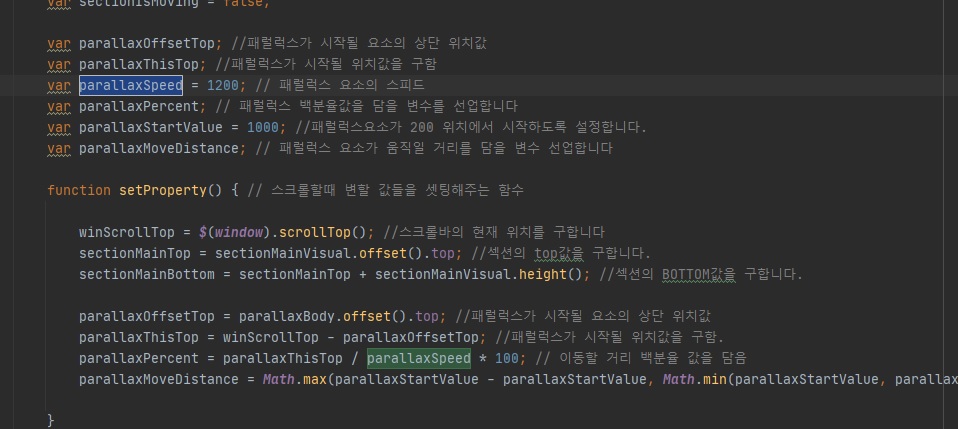 var sectionIsMoving = false;
var parallaxOffsetTop; //패럴럭스가 시작될 요소의 상단 위치값
var parallaxThisTop; //패럴럭스가 시작될 위치값을 구함
var parallaxSpeed = 1200; // 패럴럭스 요소의 스피드
var parallaxPercent; // 패럴럭스 백분율값을 담을 변수를 선업합니다
var parallaxStartValue = 1000; //패럴럭스요소가 200 위치에서 시작하도록 설정합니다.
var parallaxMoveDistance; // 패럴럭스 요소가 움직일 거리를 담을 변수 선업합니다
function setProperty() { // 스크롤할때 변할 값들을 셋팅해주는 함수
winScrollTop = $(window).scrollTop(); //스크롤바의 현재 위치를 구합니다
sectionMainTop = sectionMainVisual.offset().top; //섹션의 top값을 구합니다.
sectionMainBottom = sectionMainTop + sectionMainVisual.height(); //섹션의 BOTTOM값을 구합니다.
parallaxOffsetTop = parallaxBody.offset().top; //패럴럭스가 시작될 요소의 상단 위치값
parallaxThisTop = winScrollTop - parallaxOffsetTop; //패럴럭스가 시작될 위치값을 구함.
parallaxPercent = parallaxThisTop / parallaxSpeed * 100; // 이동할 거리 백분율 값을 담음
parallaxMoveDistance = Math.max(parallaxStartValue - parallaxStartValue, Math.min(parallaxStartValue, parallax
}